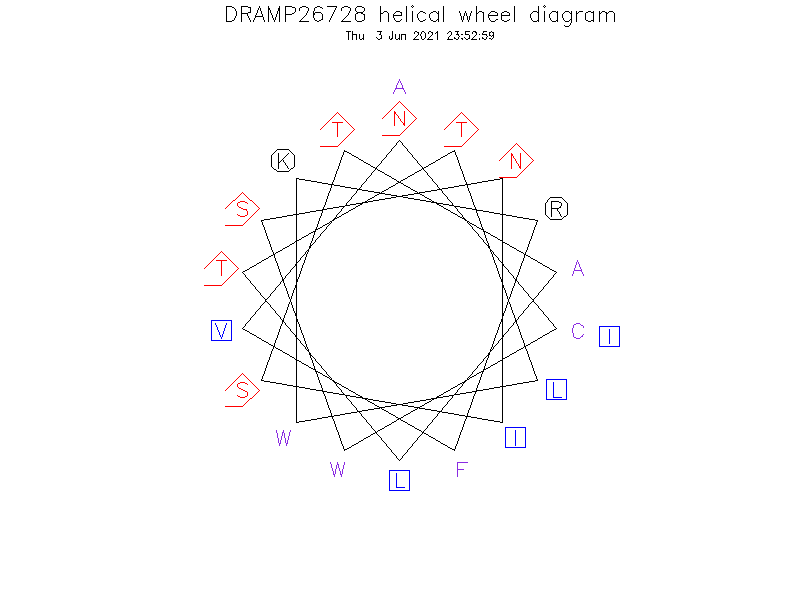 DRAMP26728 helical wheel diagram
Thu 3 Jun 2021 23:52:59
A
T N T
K N
S R
T A
V C I
S L
W I
W L F